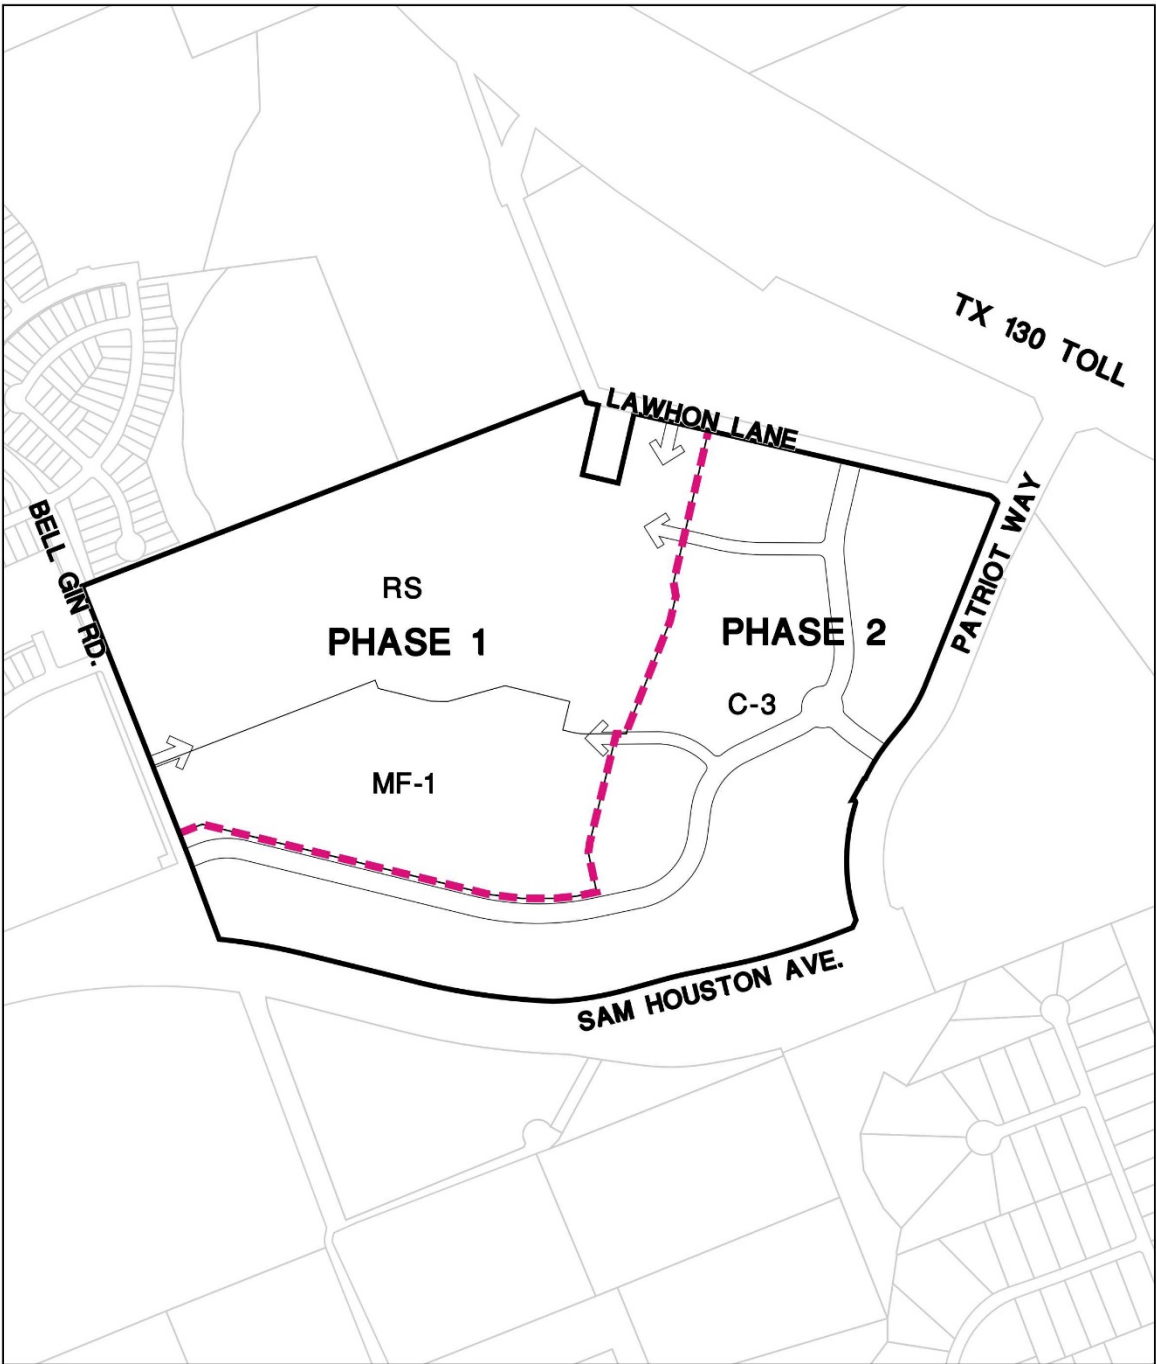 TX 130 TOLL
LAWHON LANE
BELL GIN RD.
PATRIOT WAY
RS
PHASE 1
PHASE 2
C-3
MF-1
SAM HOUSTON AVE.